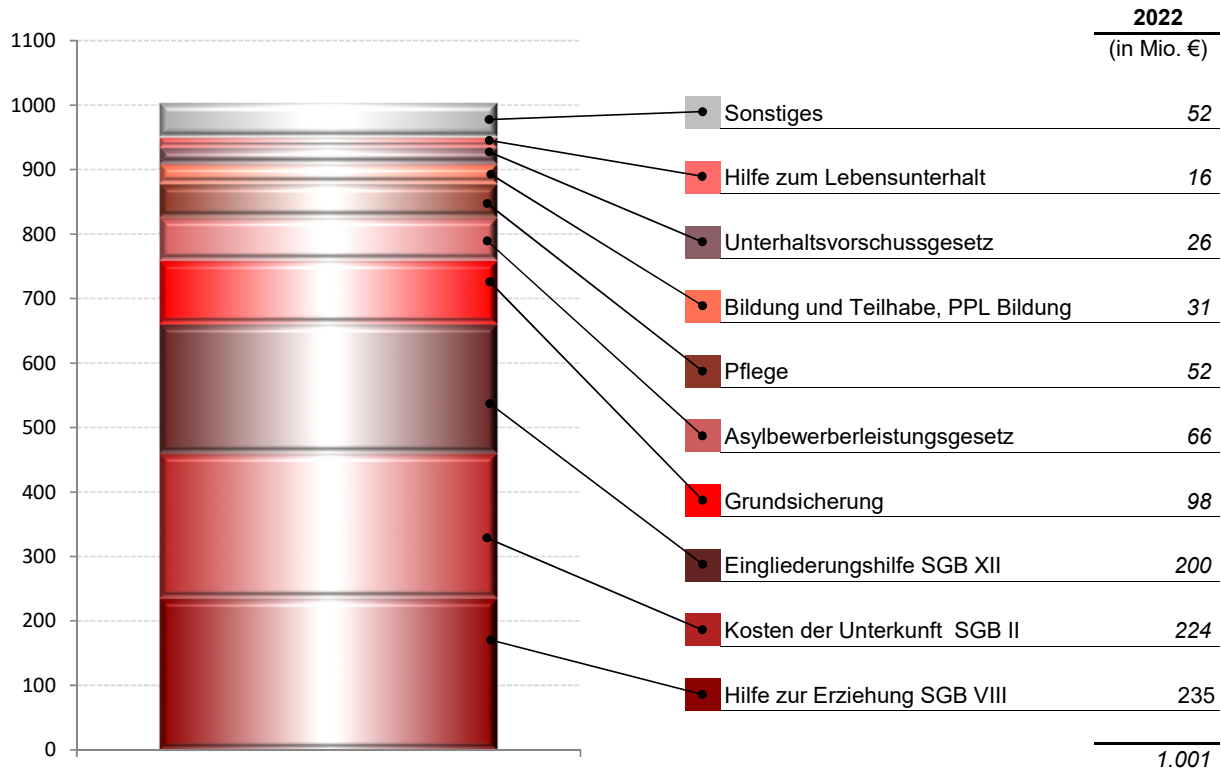 2022
(in Mio. €)
1100
1000
900
800
700
600
500
400
300
200
100
0
Sonstiges 52
Hilfe zum Lebensunterhalt 16
Unterhaltsvorschussgesetz 26
Bildung und Teilhabe, PPL Bildung 31
Pflege 52
Asylbewerberleistungsgesetz 66
Grundsicherung 98
Eingliederungshilfe SGB XII 200
Kosten der Unterkunft SGB II 224
Hilfe zur Erziehung SGB VIII 235
1.001